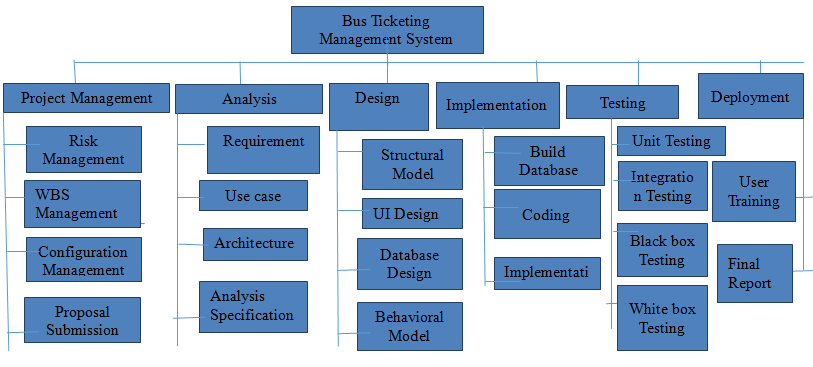 Bus Ticketing
Management System
Project Management
Analysis
Design
Implementation
Testing
Deployment
Risk
Management
WBS
Management
Configuration
Management
Proposal
Submission
Requirement
Use case
Architecture
Analysis
Specification
Structural
Model
UI Design
Database
Design
Behavioral
Model
Build
Database
Coding
Implementati
Unit Testing
Integratio
n Testing
Black box
Testing
White box
Testing
User
Training
Final
Report